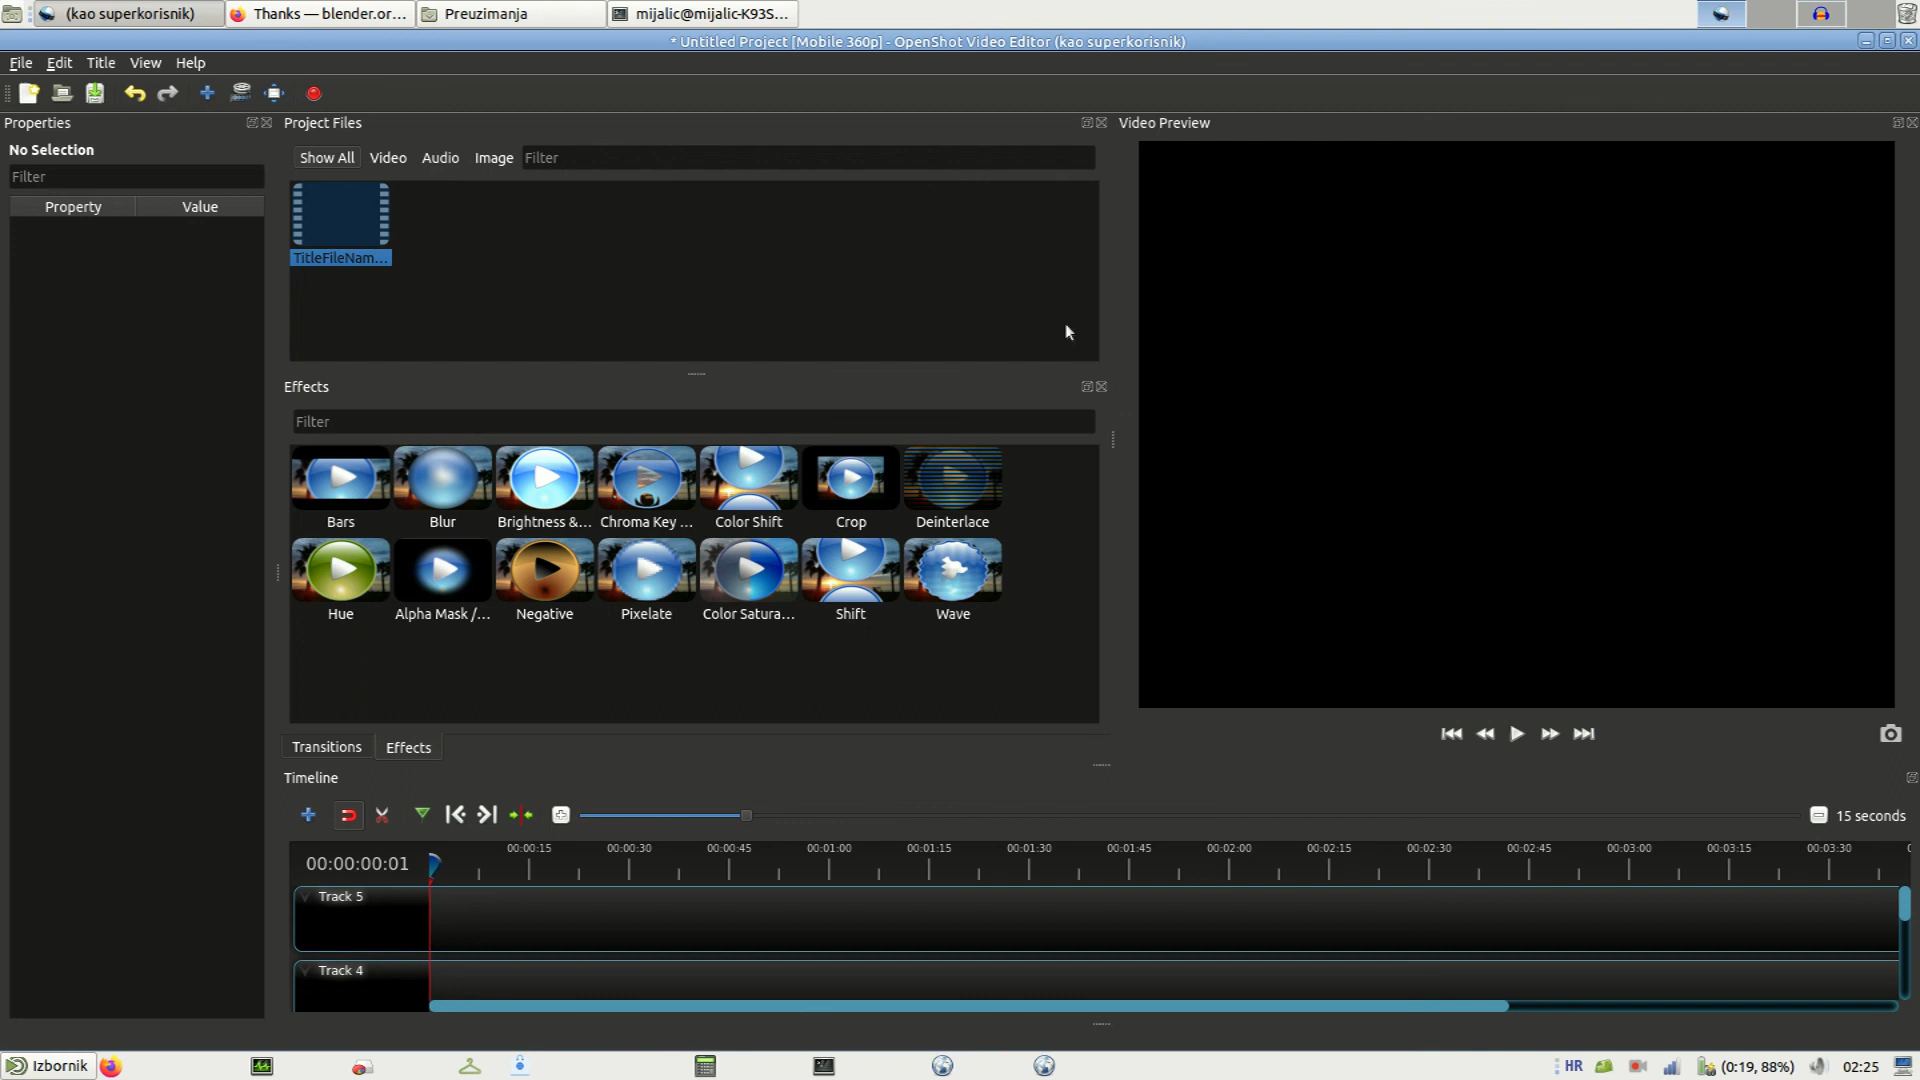 (kao superkorisnik)
Thanks — blender.or...
Preuzimanja
mijalic@mijalic-K93S...
* Untitled Project [Mobile 360p] - OpenShot Video Editor (kao superkorisnik)
File Edit Title View Help
Properties
Project Files
Video Preview
No Selection
Show All Video Audio Image Filter
Filter
Property Value
TitleFileNam...
Effects
Filter
Bars Blur Brightness &... Chroma Key ... Color Shift Crop Deinterlace
Hue Alpha Mask /... Negative Pixelate Color Satura... Shift Wave
Transitions Effects
Timeline
15 seconds
00:00:00:01
00:00:15 00:00:30 00:00:45 00:01:00 00:01:15 00:01:30 00:01:45 00:02:00 00:02:15 00:02:30 00:02:45 00:03:00 00:03:15 00:03:30
Track 5
Track 4
Izbornik
HR
(0:19, 88%)
02:25